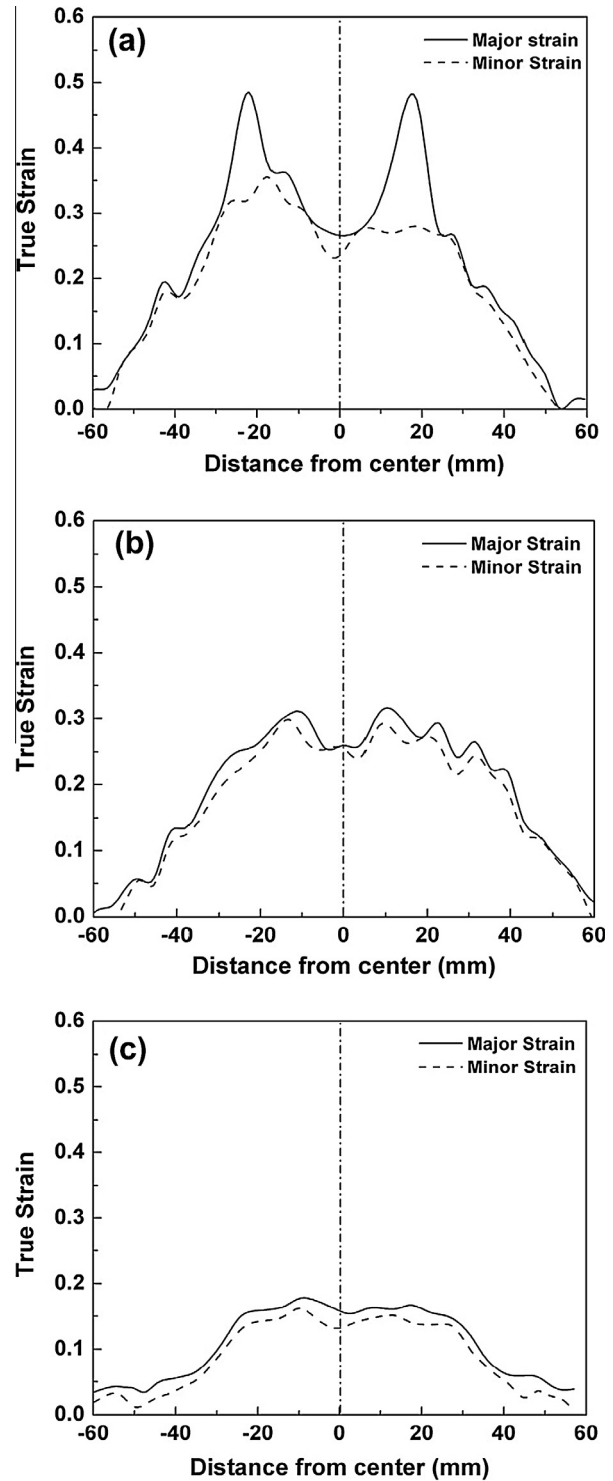 (a)
Major strain
Minor Strain
True Strain
0.6
0.5
0.4
0.3
0.2
0.1
0.0
-60 -40 -20 0 20 40 60
Distance from center (mm)
(b)
Major Strain
Minor Strain
True Strain
0.6
0.5
0.4
0.3
0.2
0.1
0.0
-60 -40 -20 0 20 40 60
Distance from center (mm)
(c)
Major Strain
Minor Strain
True Strain
0.6
0.5
0.4
0.3
0.2
0.1
0.0
-60 -40 -20 0 20 40 60
Distance from center (mm)